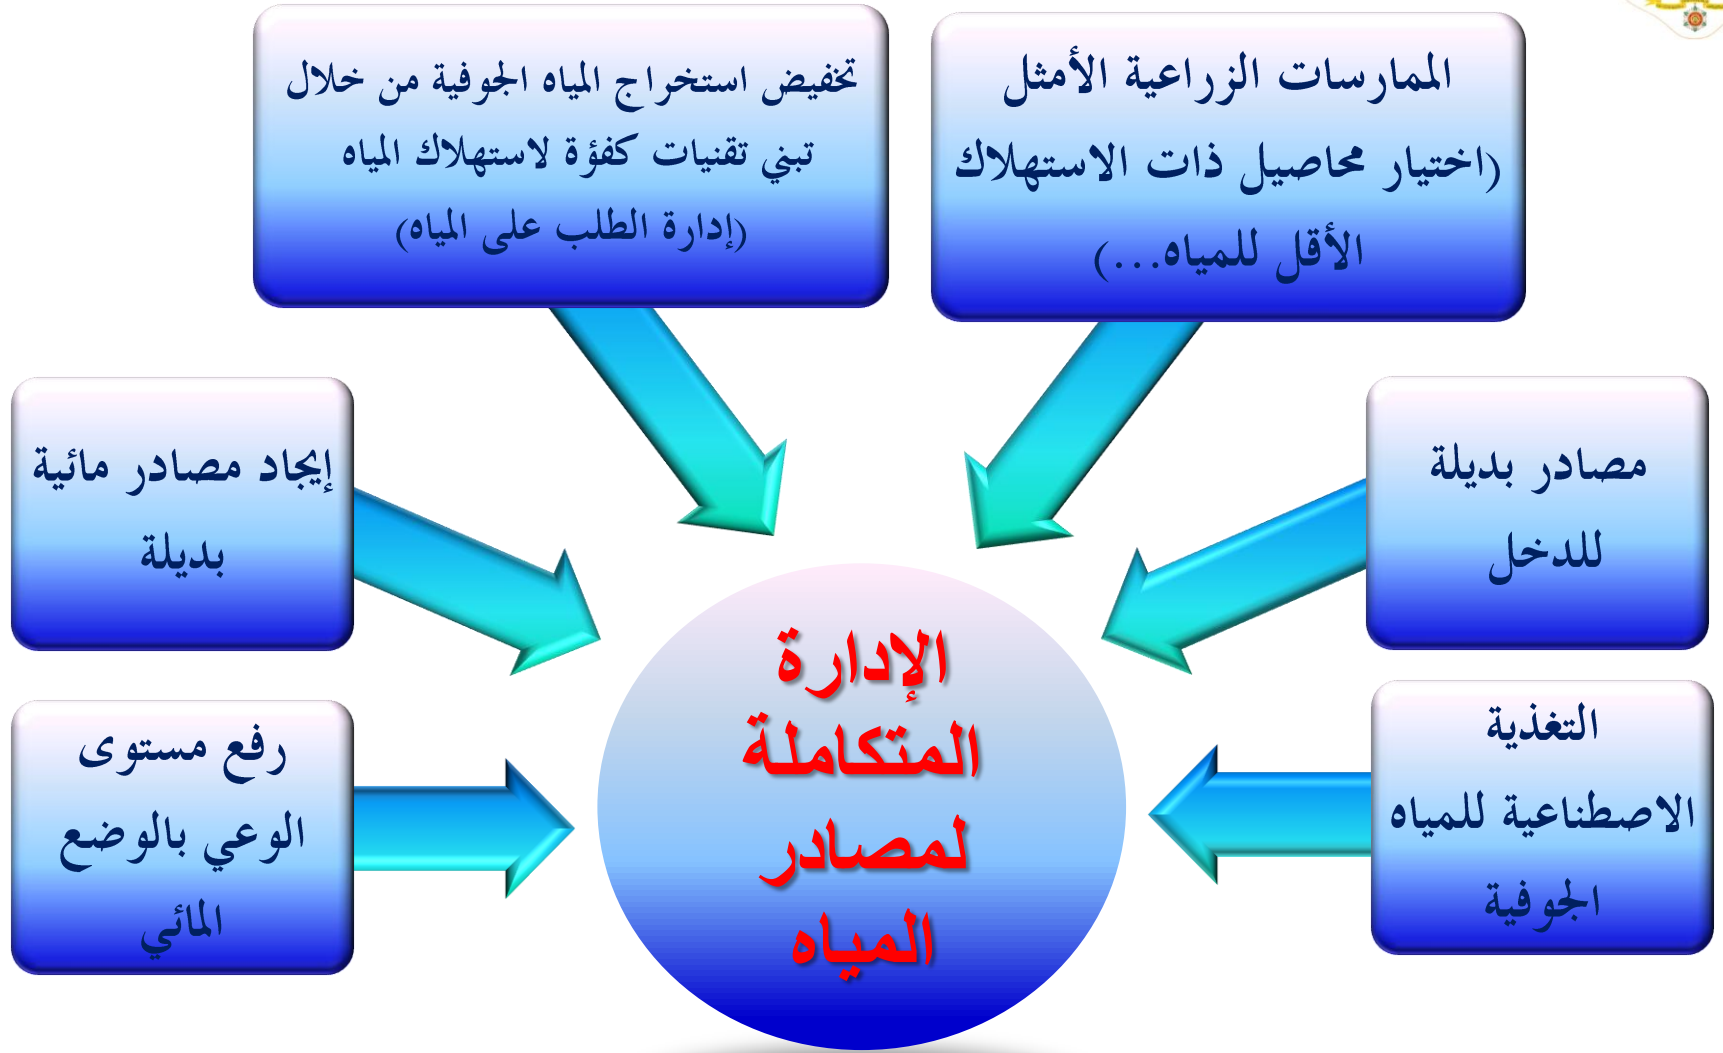 الممارسات الزراعية الأمثل
(اختيار محاصيل ذات الاستهلاك
الأقل للمياه...)
تخفيض استخراج المياه الجوفية من خلال
تبني تقنيات كفؤة لاستهلاك المياه
(إدارة الطلب على المياه)
مصادر بديلة
للدخل
إيجاد مصادر مائية
بديلة
التغذية
الاصطناعية للمياه
الجوفية
رفع مستوى
الوعي بالوضع
المائي
الإدارة
المتكاملة
لمصادر
المياه